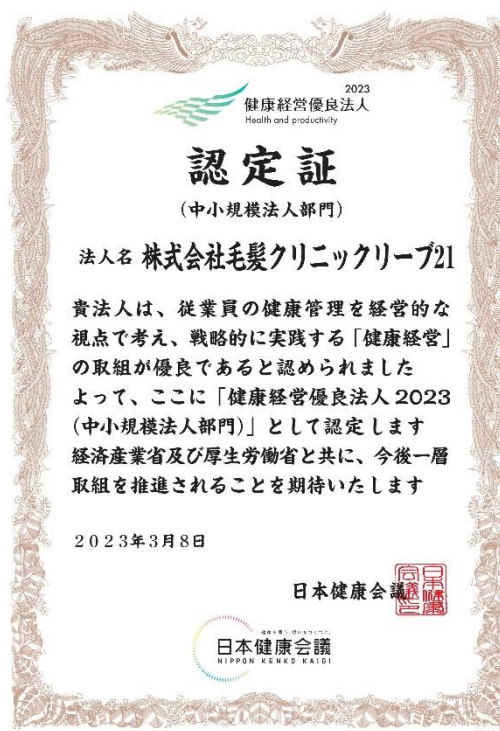 2023
健康経営優良法人
Health and productivity
認定証
(中小規模法人部門)
法人名 株式会社毛髪クリニックリーブ21
貴法人は、従業員の健康管理を経営的な
視点で考え、戦略的に実践する「健康経営」
の取組が優良であると認められました
よって、ここに「健康経営優良法人2023
(中小規模法人部門)」として認定します
経済産業省及び厚生労働省と共に、今後一層
取組を推進されることを期待いたします
2023年3月8日
日本健康会議
日本健康会議
NIPPON KENKO KAIGI